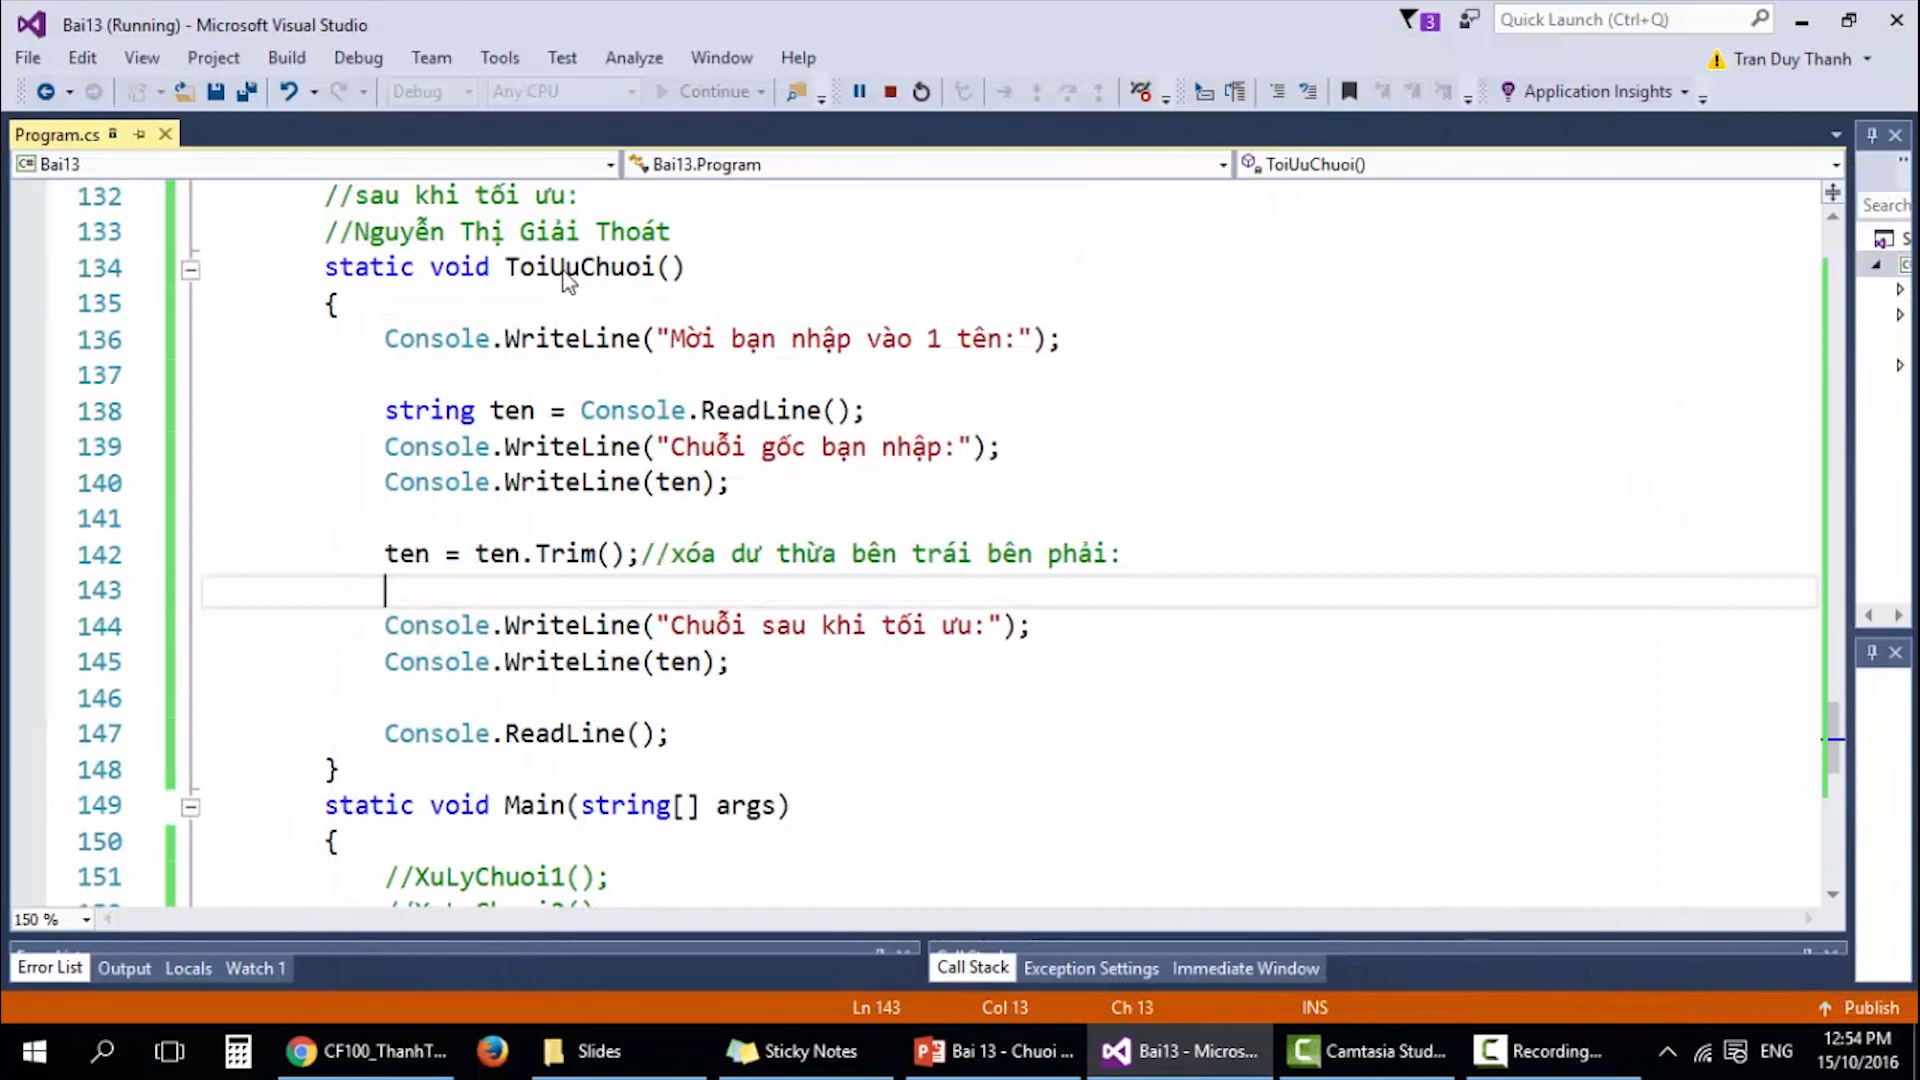 Bai13 (Running) - Microsoft Visual Studio
3
Quick Launch (Ctrl+Q)
File Edit View Project Build Debug Team Tools Test Analyze Window Help
Tran Duy Thanh
Debug Any CPU Continue Application Insights
Program.cs
C# Bai13 Bai13.Program ToiUuChuoi()
132 //sau khi tối ưu:
133 //Nguyễn Thị Giải Thoát
134 static void ToiUuChuoi()
135 {
136 Console.WriteLine("Mời bạn nhập vào 1 tên:");
137
138 string ten = Console.ReadLine();
139 Console.WriteLine("Chuỗi gốc bạn nhập:");
140 Console.WriteLine(ten);
141
142 ten = ten.Trim();//xóa dư thừa bên trái bên phải:
143
144 Console.WriteLine("Chuỗi sau khi tối ưu:");
145 Console.WriteLine(ten);
146
147 Console.ReadLine();
148 }
149 static void Main(string[] args)
150 {
151 //XuLyChuoi1();
Search
150 %
Error List Output Locals Watch 1
Call Stack Exception Settings Immediate Window
Ln 143 Col 13 Ch 13 INS Publish
CF100_ThanhT... Slides Sticky Notes Bai 13 - Chuoi ... Bai13 - Micros... Camtasia Stud... Recording... ENG
12:54 PM
15/10/2016